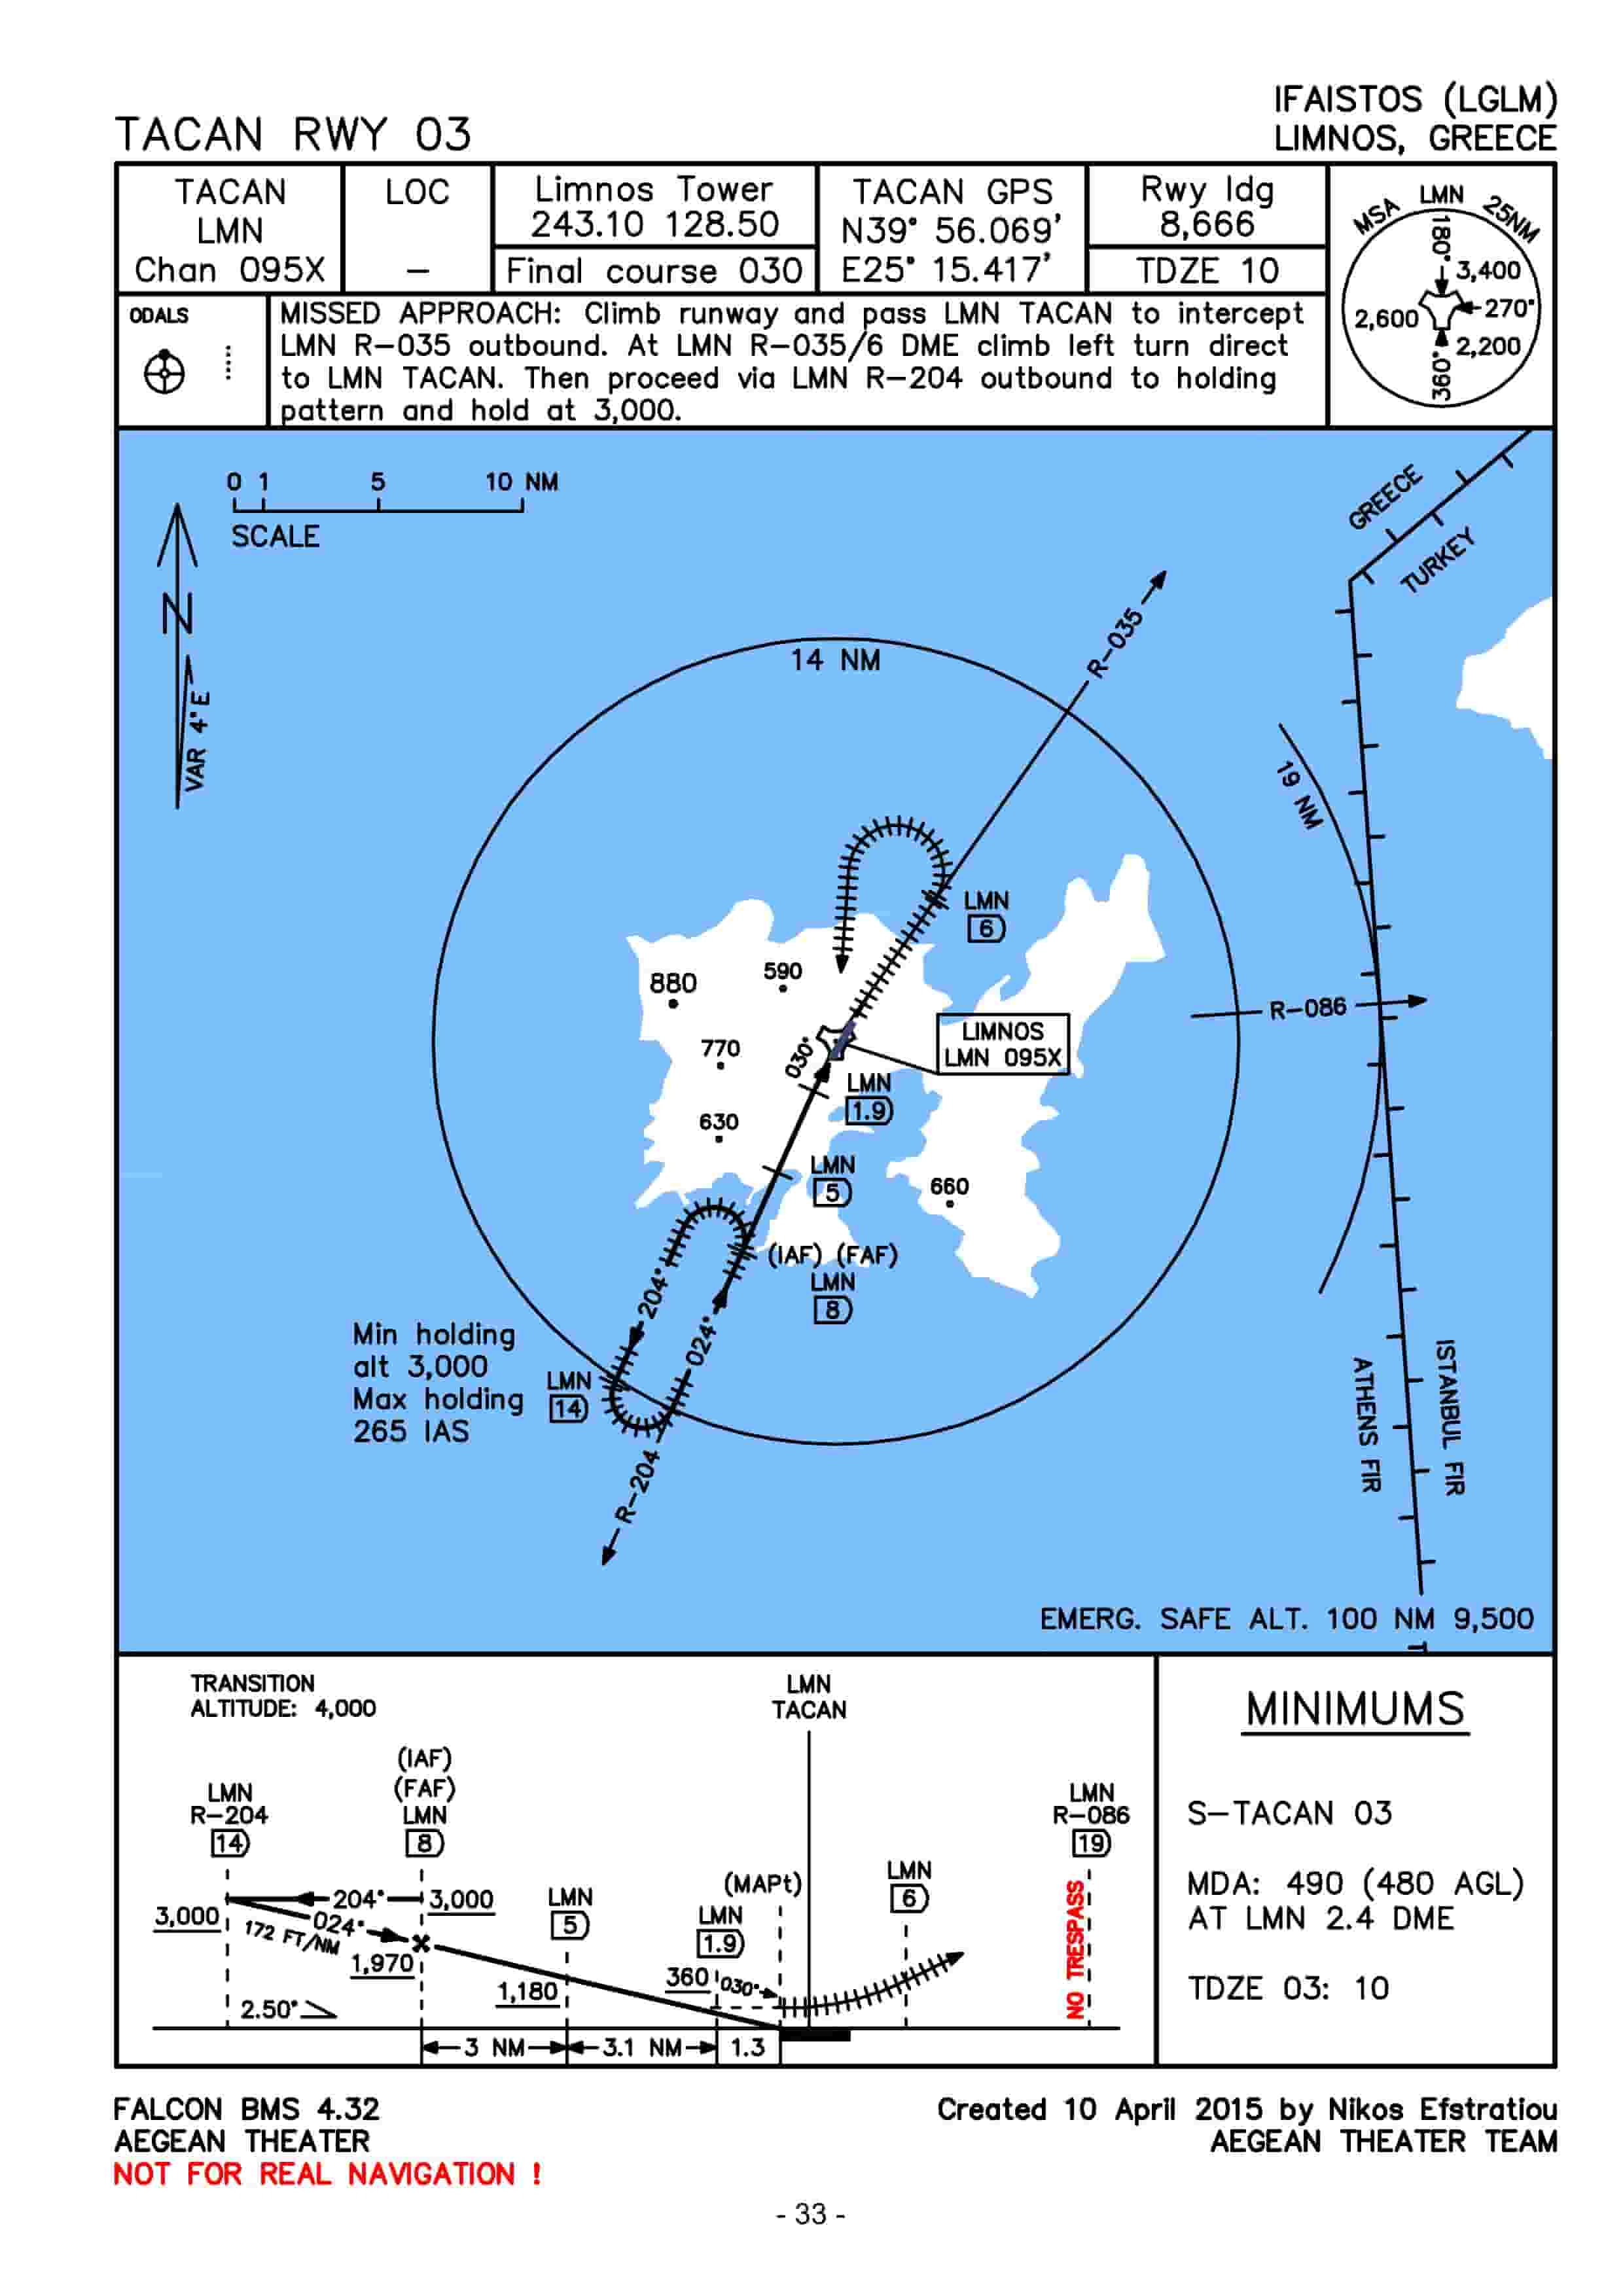 IFAISTOS (LGLM)
TACAN RWY 03
LIMNOS, GREECE
TACAN
LMN
Chan 095X
LOC
–
Limnos Tower
243.10 128.50
Final course 030
TACAN GPS
N39° 56.069'
E25° 15.417'
Rwy ldg
8,666
TDZE 10
MSA LMN 25NM
180°
3,400
270°
2,600
2,200
360°
ODALS
MISSED APPROACH: Climb runway and pass LMN TACAN to intercept
LMN R–035 outbound. At LMN R–035/6 DME climb left turn direct
to LMN TACAN. Then proceed via LMN R–204 outbound to holding
pattern and hold at 3,000.
0 1 5 10 NM
SCALE
N
VAR 4°E
GREECE
TURKEY
R–035
14 NM
19 NM
LMN
6
880
590
770
630
660
030°
LIMNOS
LMN 095X
R–086
LMN
1.9
LMN
5
(IAF) (FAF)
LMN
8
204°
024°
Min holding
alt 3,000
Max holding
265 IAS
LMN
14
R–204
ATHENS FIR
ISTANBUL FIR
EMERG. SAFE ALT. 100 NM 9,500
TRANSITION
ALTITUDE: 4,000
LMN
TACAN
(IAF)
(FAF)
LMN
8
LMN
R–204
14
LMN
R–086
19
204°
3,000
3,000
024°
172 FT/NM
1,970
2.50°
LMN
5
1,180
(MAPt)
LMN
1.9
360
030°
LMN
6
NO TRESPASS
3 NM
3.1 NM
1.3
MINIMUMS
S–TACAN 03
MDA: 490 (480 AGL)
AT LMN 2.4 DME
TDZE 03: 10
FALCON BMS 4.32
AEGEAN THEATER
NOT FOR REAL NAVIGATION !
Created 10 April 2015 by Nikos Efstratiou
AEGEAN THEATER TEAM
- 33 -